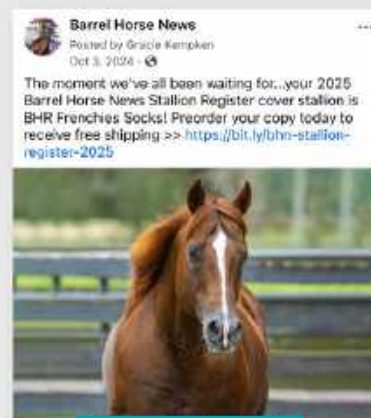 Barrel Horse News
Posted by Gracie Kempken
Oct 3, 2024 ·
The moment we've all been waiting for...your 2025
Barrel Horse News Stallion Register cover stallion is
BHR Frenchies Socks! Preorder your copy today to
receive free shipping >> https://bit.ly/bhn-stallion-
register-2025